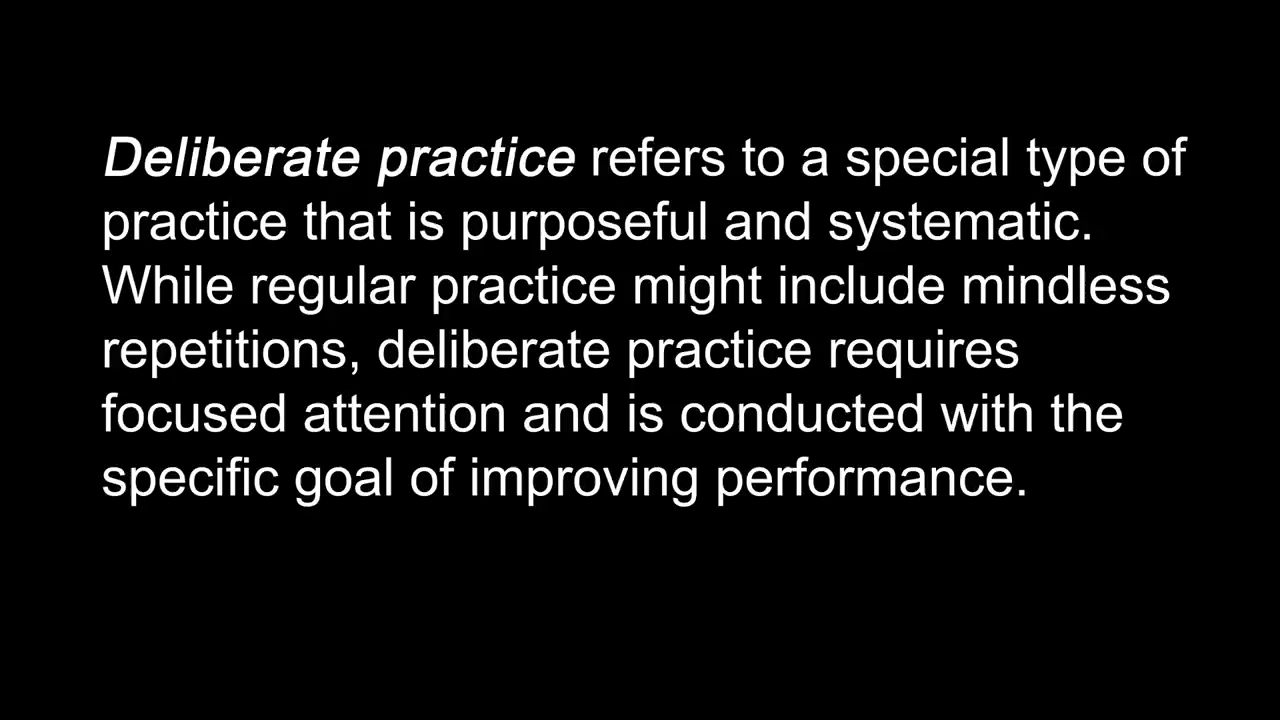 Deliberate practice refers to a special type of
practice that is purposeful and systematic.
While regular practice might include mindless
repetitions, deliberate practice requires
focused attention and is conducted with the
specific goal of improving performance.